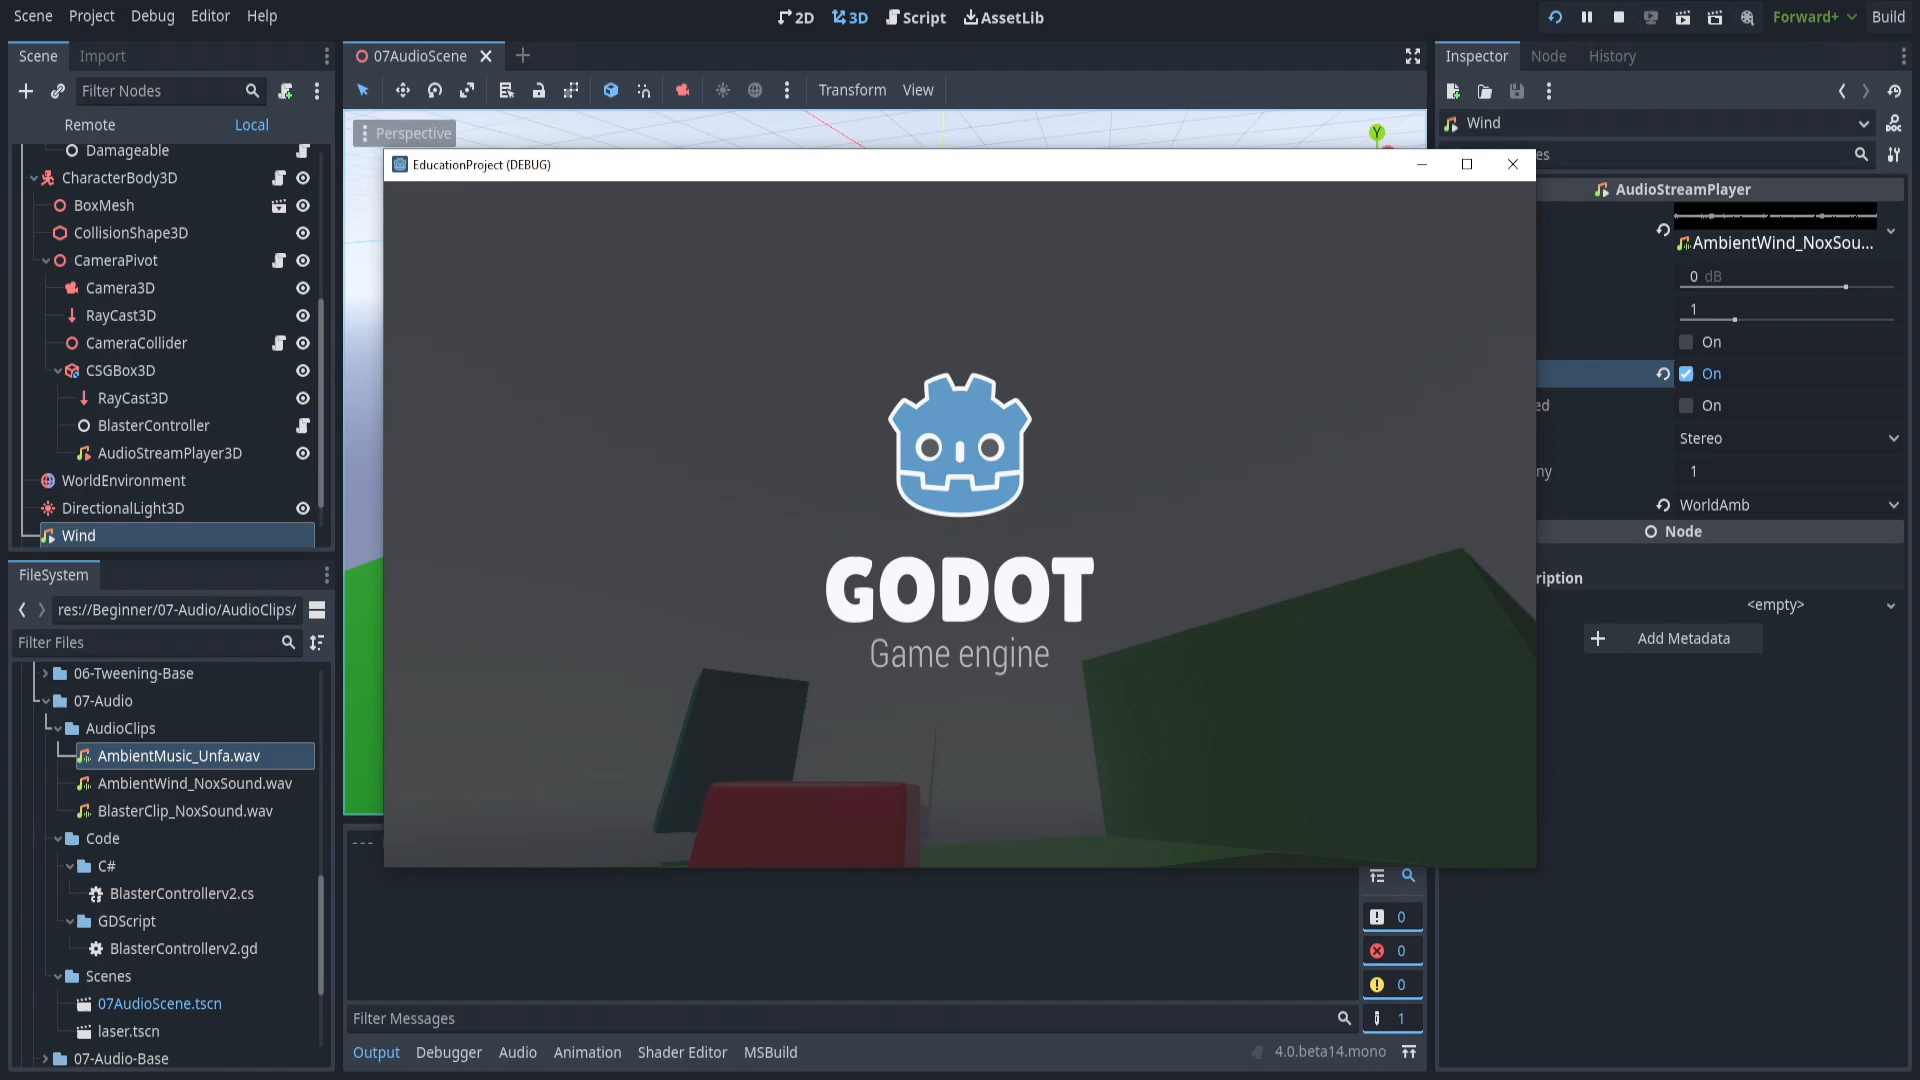 Scene Project Debug Editor Help
2D 3D Script AssetLib
Forward+ Build
Scene Import
07AudioScene
Inspector Node History
Filter Nodes
Transform View
Remote Local
Perspective
Wind
es
Damageable
CharacterBody3D
BoxMesh
CollisionShape3D
CameraPivot
Camera3D
RayCast3D
CameraCollider
CSGBox3D
RayCast3D
BlasterController
AudioStreamPlayer3D
WorldEnvironment
DirectionalLight3D
Wind
EducationProject (DEBUG)
GODOT
Game engine
Y
AudioStreamPlayer
AmbientWind_NoxSou...
0 dB
1
On
On
ed On
Stereo
ny 1
WorldAmb
Node
ription
<empty>
Add Metadata
FileSystem
res://Beginner/07-Audio/AudioClips/
Filter Files
06-Tweening-Base
07-Audio
AudioClips
AmbientMusic_Unfa.wav
AmbientWind_NoxSound.wav
BlasterClip_NoxSound.wav
Code
C#
BlasterControllerv2.cs
GDScript
BlasterControllerv2.gd
Scenes
07AudioScene.tscn
laser.tscn
07-Audio-Base
---
0
0
0
1
Filter Messages
Output Debugger Audio Animation Shader Editor MSBuild
4.0.beta14.mono